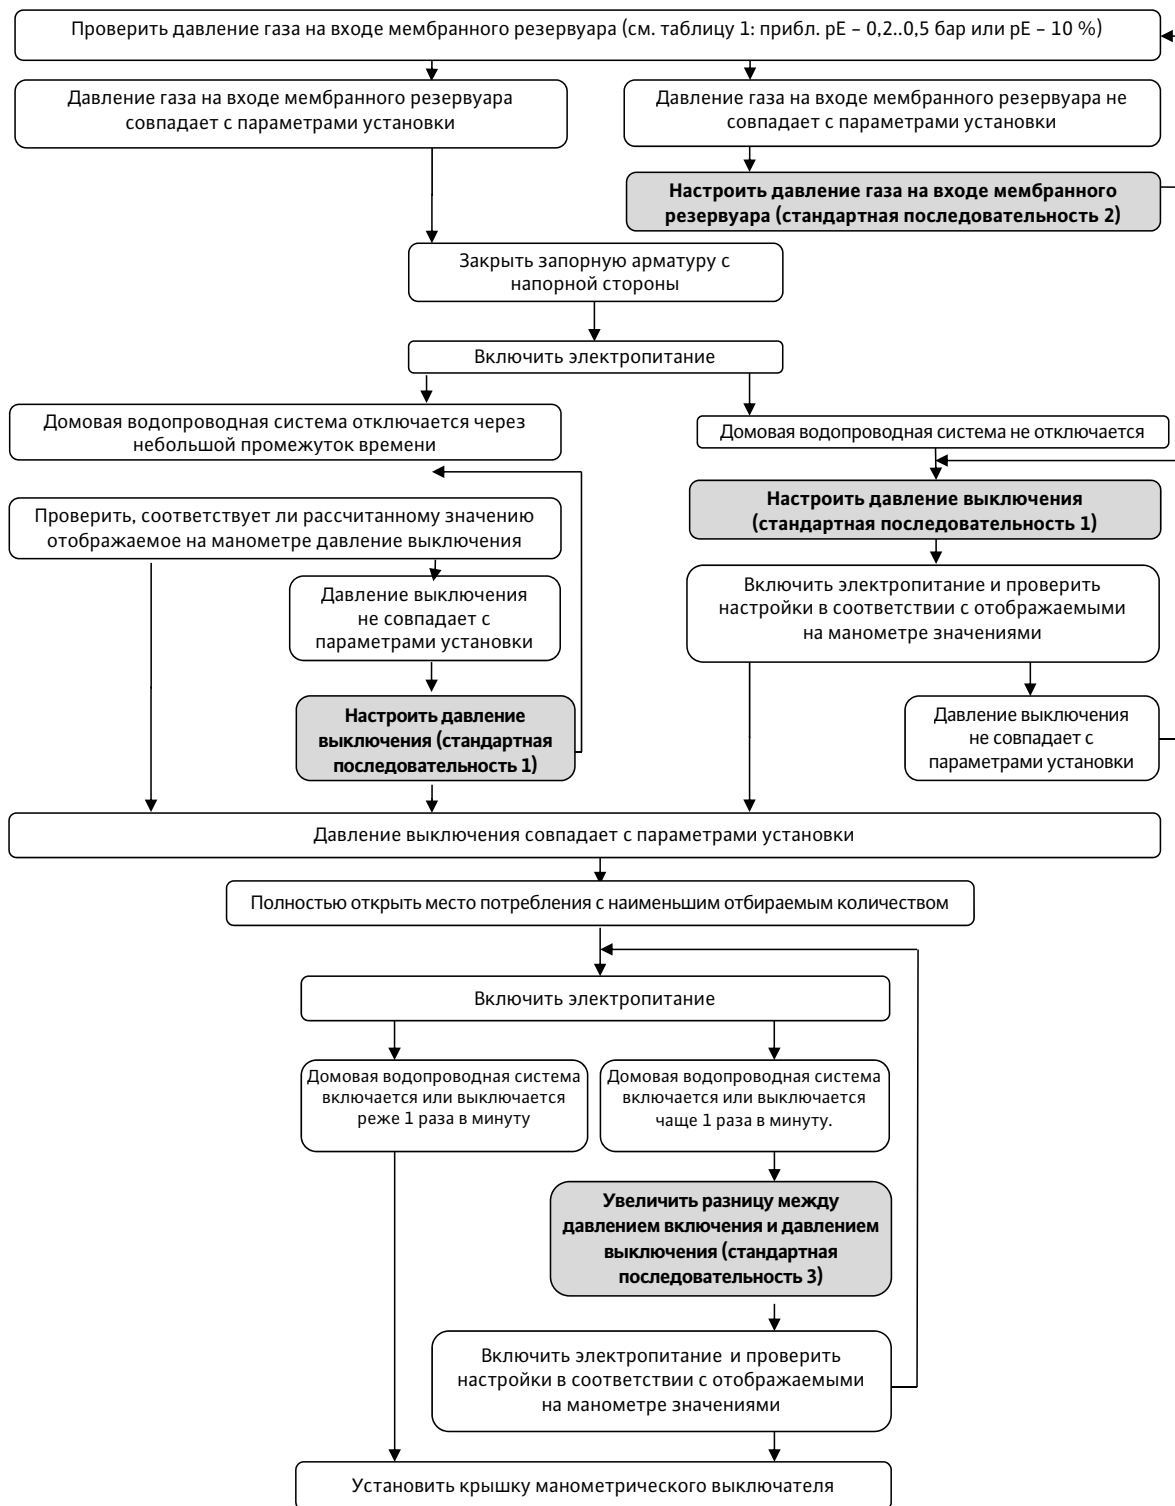 Проверить давление газа на входе мембранного резервуара (см. таблицу 1: прибл. pE – 0,2..0,5 бар или pE – 10 %)
Давление газа на входе мембранного резервуара
совпадает с параметрами установки
Давление газа на входе мембранного резервуара не
совпадает с параметрами установки
Настроить давление газа на входе мембранного
резервуара (стандартная последовательность 2)
Закрыть запорную арматуру с
напорной стороны
Включить электропитание
Домовая водопроводная система отключается через
небольшой промежуток времени
Домовая водопроводная система не отключается
Настроить давление выключения
(стандартная последовательность 1)
Проверить, соответствует ли рассчитанному значению
отображаемое на манометре давление выключения
Включить электропитание и проверить
настройки в соответствии с отображаемыми
на манометре значениями
Давление выключения
не совпадает с
параметрами установки
Настроить давление
выключения (стандартная
последовательность 1)
Давление выключения
не совпадает с
параметрами установки
Давление выключения совпадает с параметрами установки
Полностью открыть место потребления с наименьшим отбираемым количеством
Включить электропитание
Домовая водопроводная система
включается или выключается
реже 1 раза в минуту
Домовая водопроводная система
включается или выключается
чаще 1 раза в минуту.
Увеличить разницу между
давлением включения и давлением
выключения (стандартная
последовательность 3)
Включить электропитание и проверить
настройки в соответствии с отображаемыми
на манометре значениями
Установить крышку манометрического выключателя